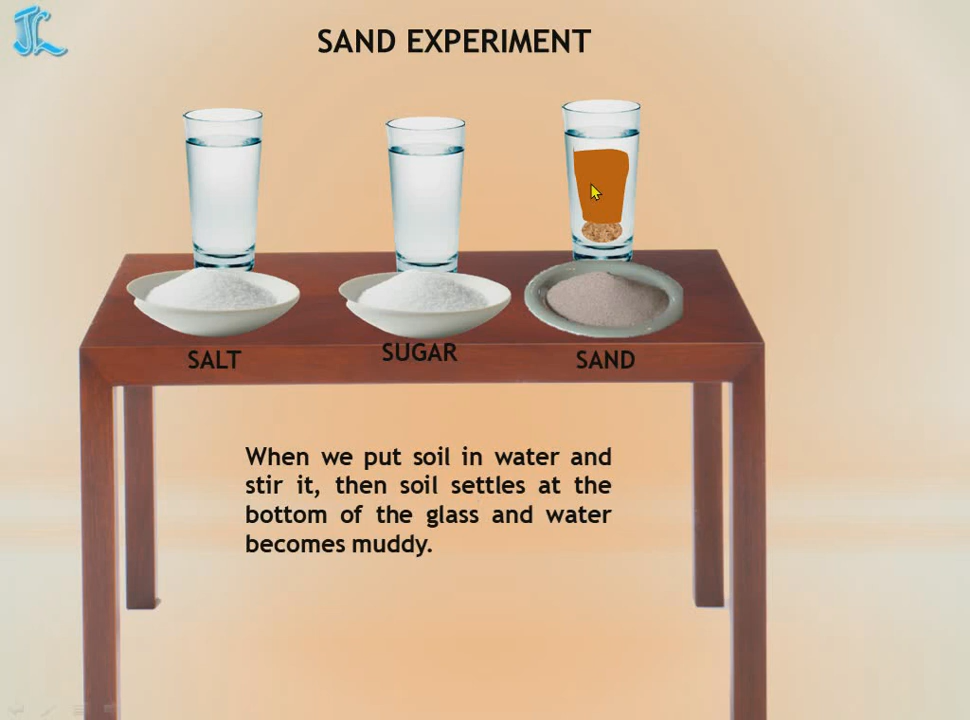 SAND EXPERIMENT
SALT
SUGAR
SAND
When we put soil in water and
stir it, then soil settles at the
bottom of the glass and water
becomes muddy.